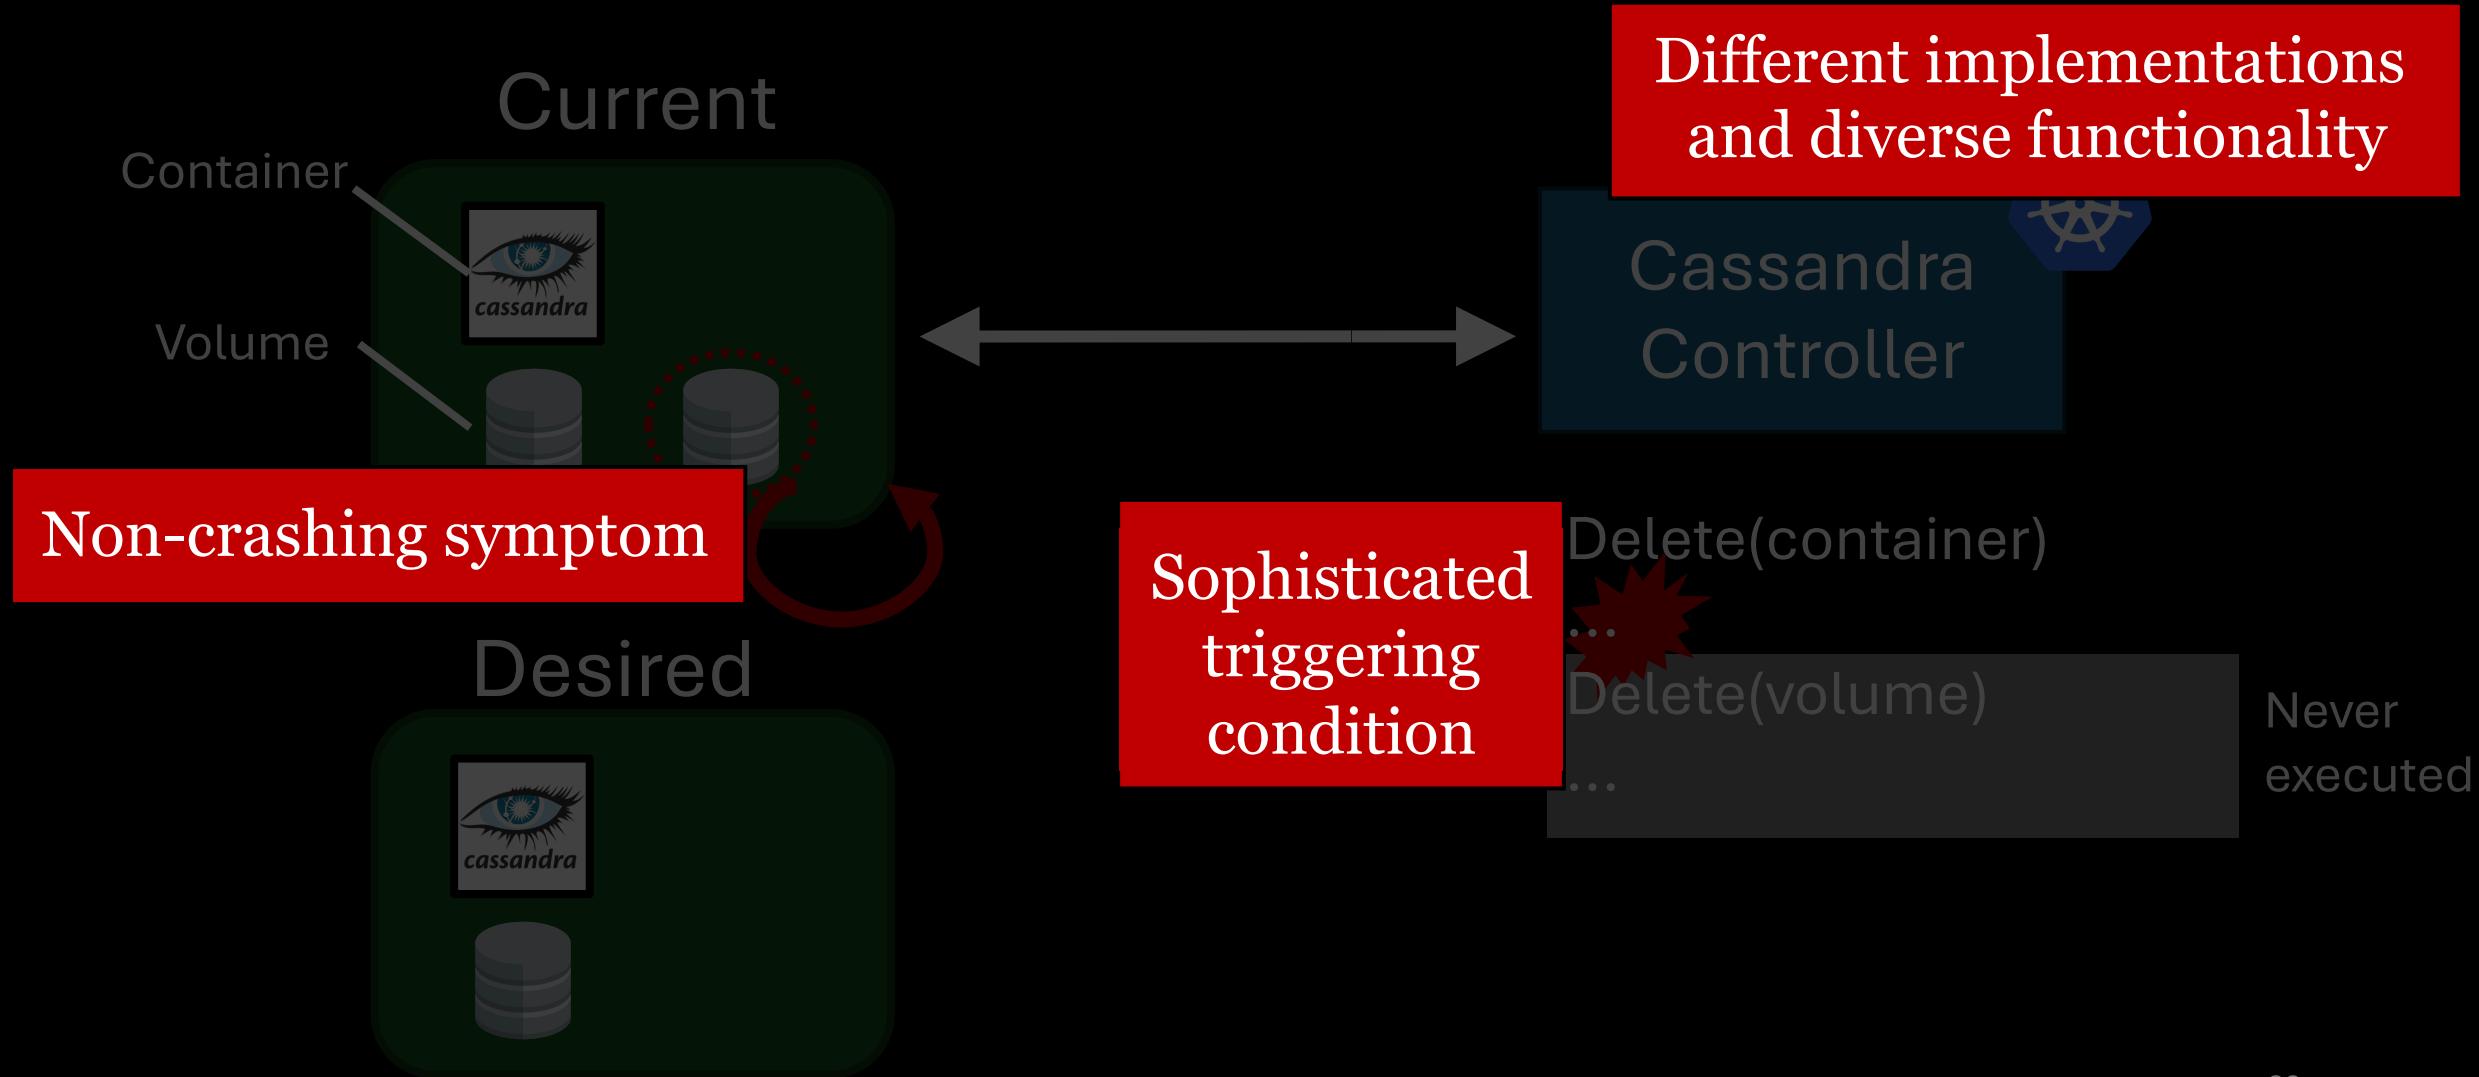 Different implementations
and diverse functionality
Current
Container
cassandra
Volume
Cassandra
Controller
Non-crashing symptom
Sophisticated
triggering
condition
Delete(container)
...
Delete(volume)
...
Never
executed
Desired
cassandra